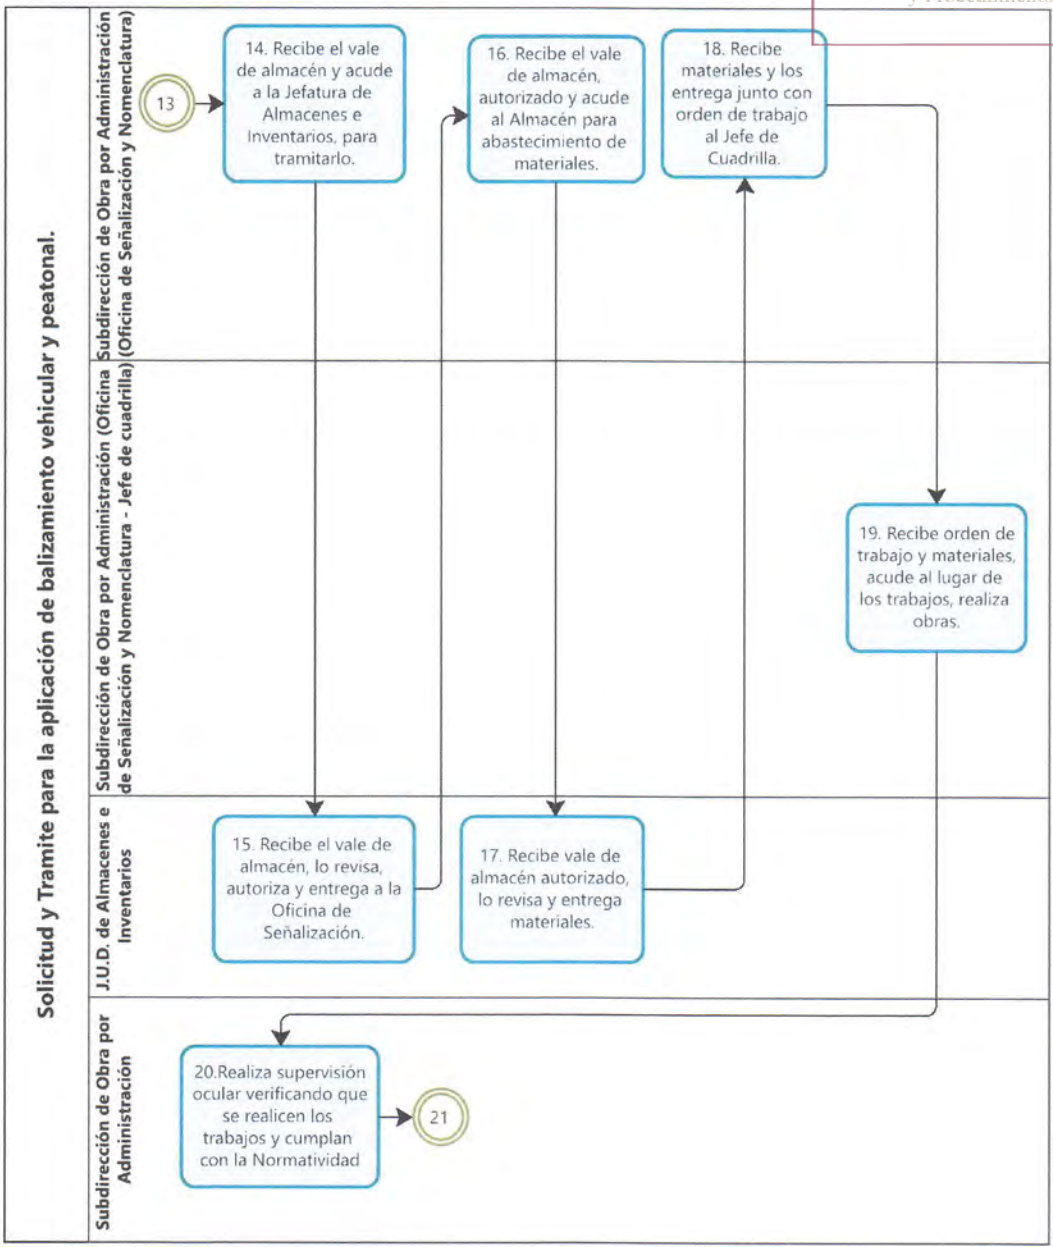 y Procedimiento
Solicitud y Tramite para la aplicación de balizamiento vehicular y peatonal.
Subdirección de Obra por Administración
(Oficina de Señalización y Nomenclatura)
13
14. Recibe el vale
de almacén y acude
a la Jefatura de
Almacenes e
Inventarios, para
tramitarlo.
16. Recibe el vale
de almacén,
autorizado y acude
al Almacén para
abastecimiento de
materiales.
18. Recibe
materiales y los
entrega junto con
orden de trabajo
al Jefe de
Cuadrilla.
Subdirección de Obra por Administración (Oficina
de Señalización y Nomenclatura - Jefe de cuadrilla)
19. Recibe orden de
trabajo y materiales,
acude al lugar de
los trabajos, realiza
obras.
J.U.D. de Almacenes e
Inventarios
15. Recibe el vale de
almacén, lo revisa,
autoriza y entrega a la
Oficina de
Señalización.
17. Recibe vale de
almacén autorizado,
lo revisa y entrega
materiales.
Subdirección de Obra por
Administración
20.Realiza supervisión
ocular verificando que
se realicen los
trabajos y cumplan
con la Normatividad
21